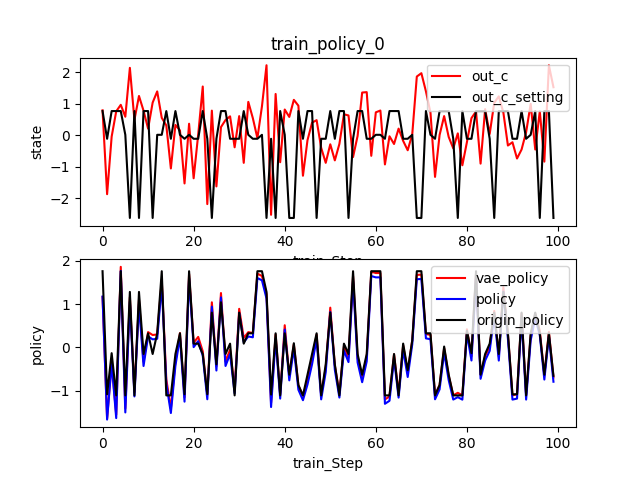 train_policy_0
2
1
0
−1
−2
state
out_c
out_c_setting
0
20
40
60
80
100
train_Step
2
1
0
−1
policy
vae_policy
policy
origin_policy
0
20
40
60
80
100
train_Step